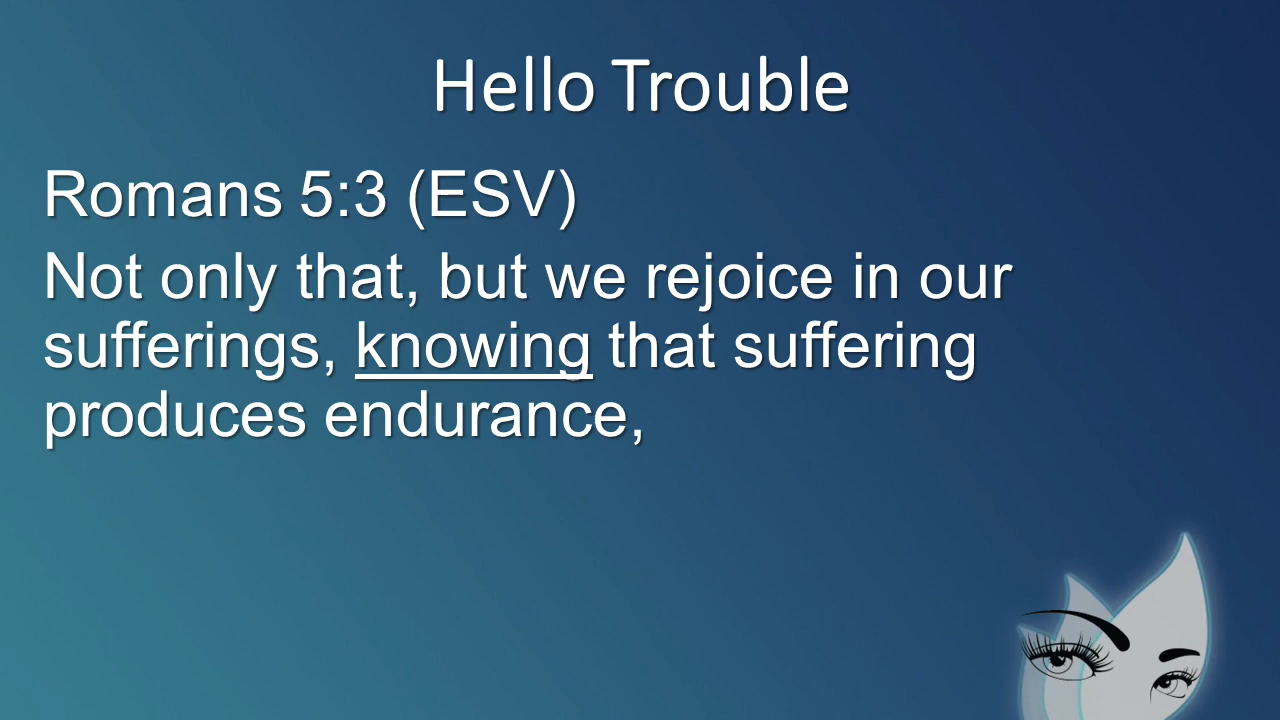 Hello Trouble
Romans 5:3 (ESV)
Not only that, but we rejoice in our
sufferings, knowing that suffering
produces endurance,